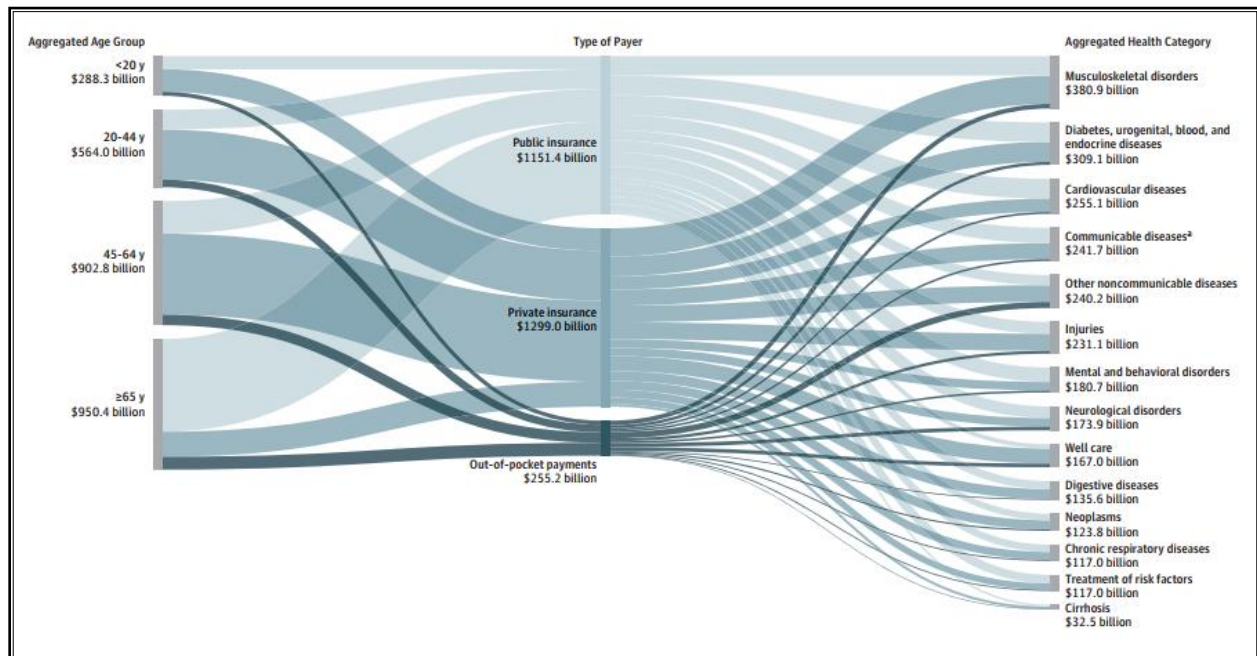 Aggregated Age Group
<20 y
$288.3 billion
20-44 y
$564.0 billion
45-64 y
$902.8 billion
≥65 y
$950.4 billion
Type of Payer
Public insurance
$1151.4 billion
Private insurance
$1299.0 billion
Out-of-pocket payments
$255.2 billion
Aggregated Health Category
Musculoskeletal disorders
$380.9 billion
Diabetes, urogenital, blood, and
endocrine diseases
$309.1 billion
Cardiovascular diseases
$255.1 billion
Communicable diseasesª
$241.7 billion
Other noncommunicable diseases
$240.2 billion
Injuries
$231.1 billion
Mental and behavioral disorders
$180.7 billion
Neurological disorders
$173.9 billion
Well care
$167.0 billion
Digestive diseases
$135.6 billion
Neoplasms
$123.8 billion
Chronic respiratory diseases
$117.0 billion
Treatment of risk factors
$117.0 billion
Cirrhosis
$32.5 billion